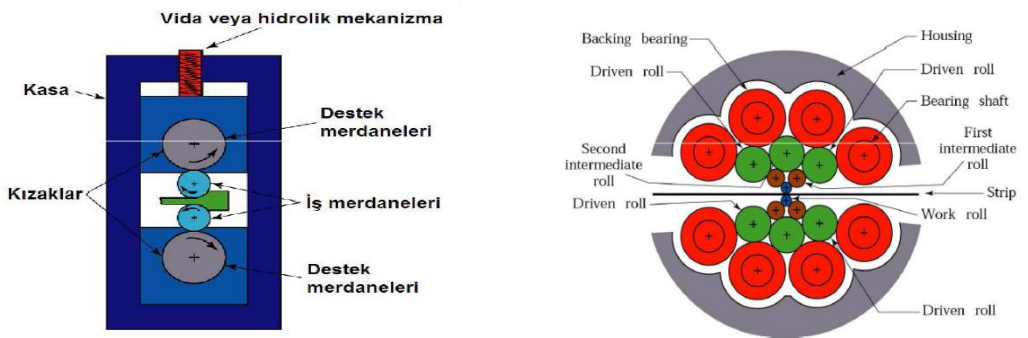 Vida veya hidrolik mekanizma
Kasa
Destek
merdaneleri
Kızaklar
İş merdaneleri
Destek
merdaneleri
Backing bearing
Housing
Driven roll
Driven roll
Bearing shaft
Second
intermediate
roll
First
intermediate
roll
Strip
Driven roll
Work roll
Driven roll